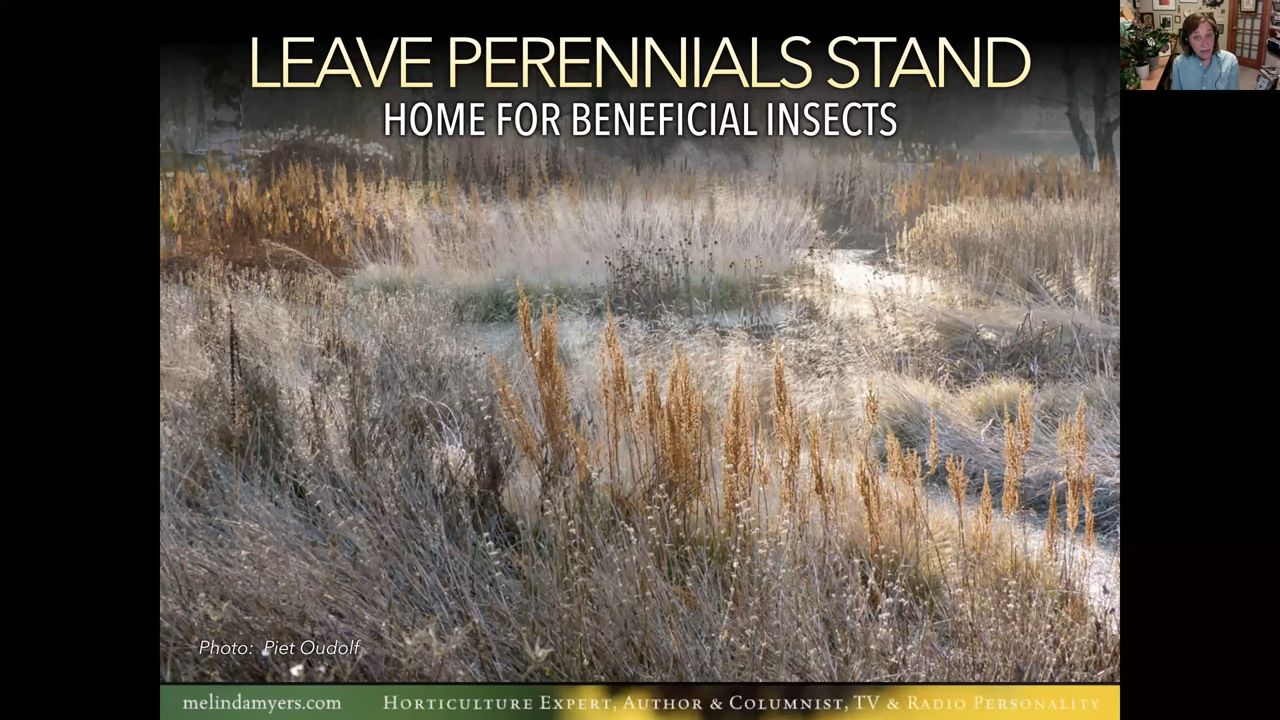 LEAVE PERENNIALS STAND
HOME FOR BENEFICIAL INSECTS
Photo: Piet Oudolf
melindamyers.com HORTICULTURE EXPERT, AUTHOR & COLUMNIST, TV & RADIO PERSONALITY